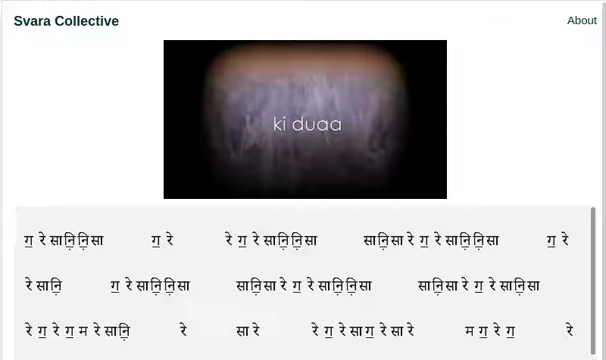 Svara Collective About
ki duaa
ग॒ रे सानि़नि़सा ग॒ रे रे ग॒ रे सानि़नि़सा सानि़सा रे ग॒ रे सानि़नि़सा ग॒ रे
रे सानि़ ग॒ रे सानि़नि़सा सानि़सा रे ग॒ रे सानि़नि़सा सानि़सा रे ग॒ रे सानि़सा
रे ग॒ रे ग॒ म रे सानि़ रे सा रे रे ग॒ रे साग॒ रे सा रे म ग॒ रे ग॒ रे